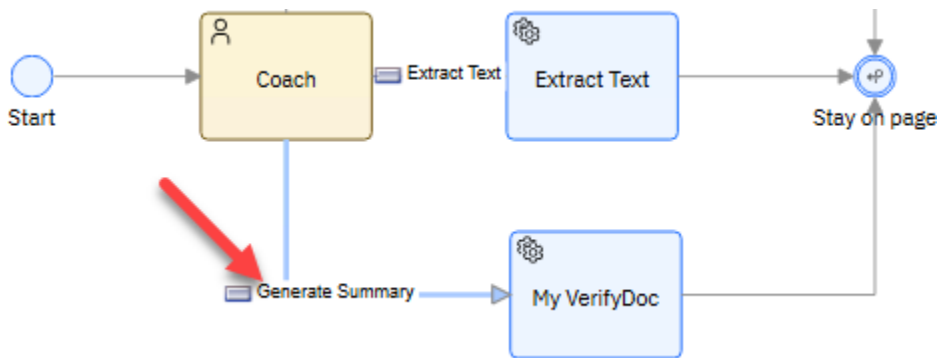 Coach
Extract Text
Extract Text
Start
Stay on page
Generate Summary
My VerifyDoc